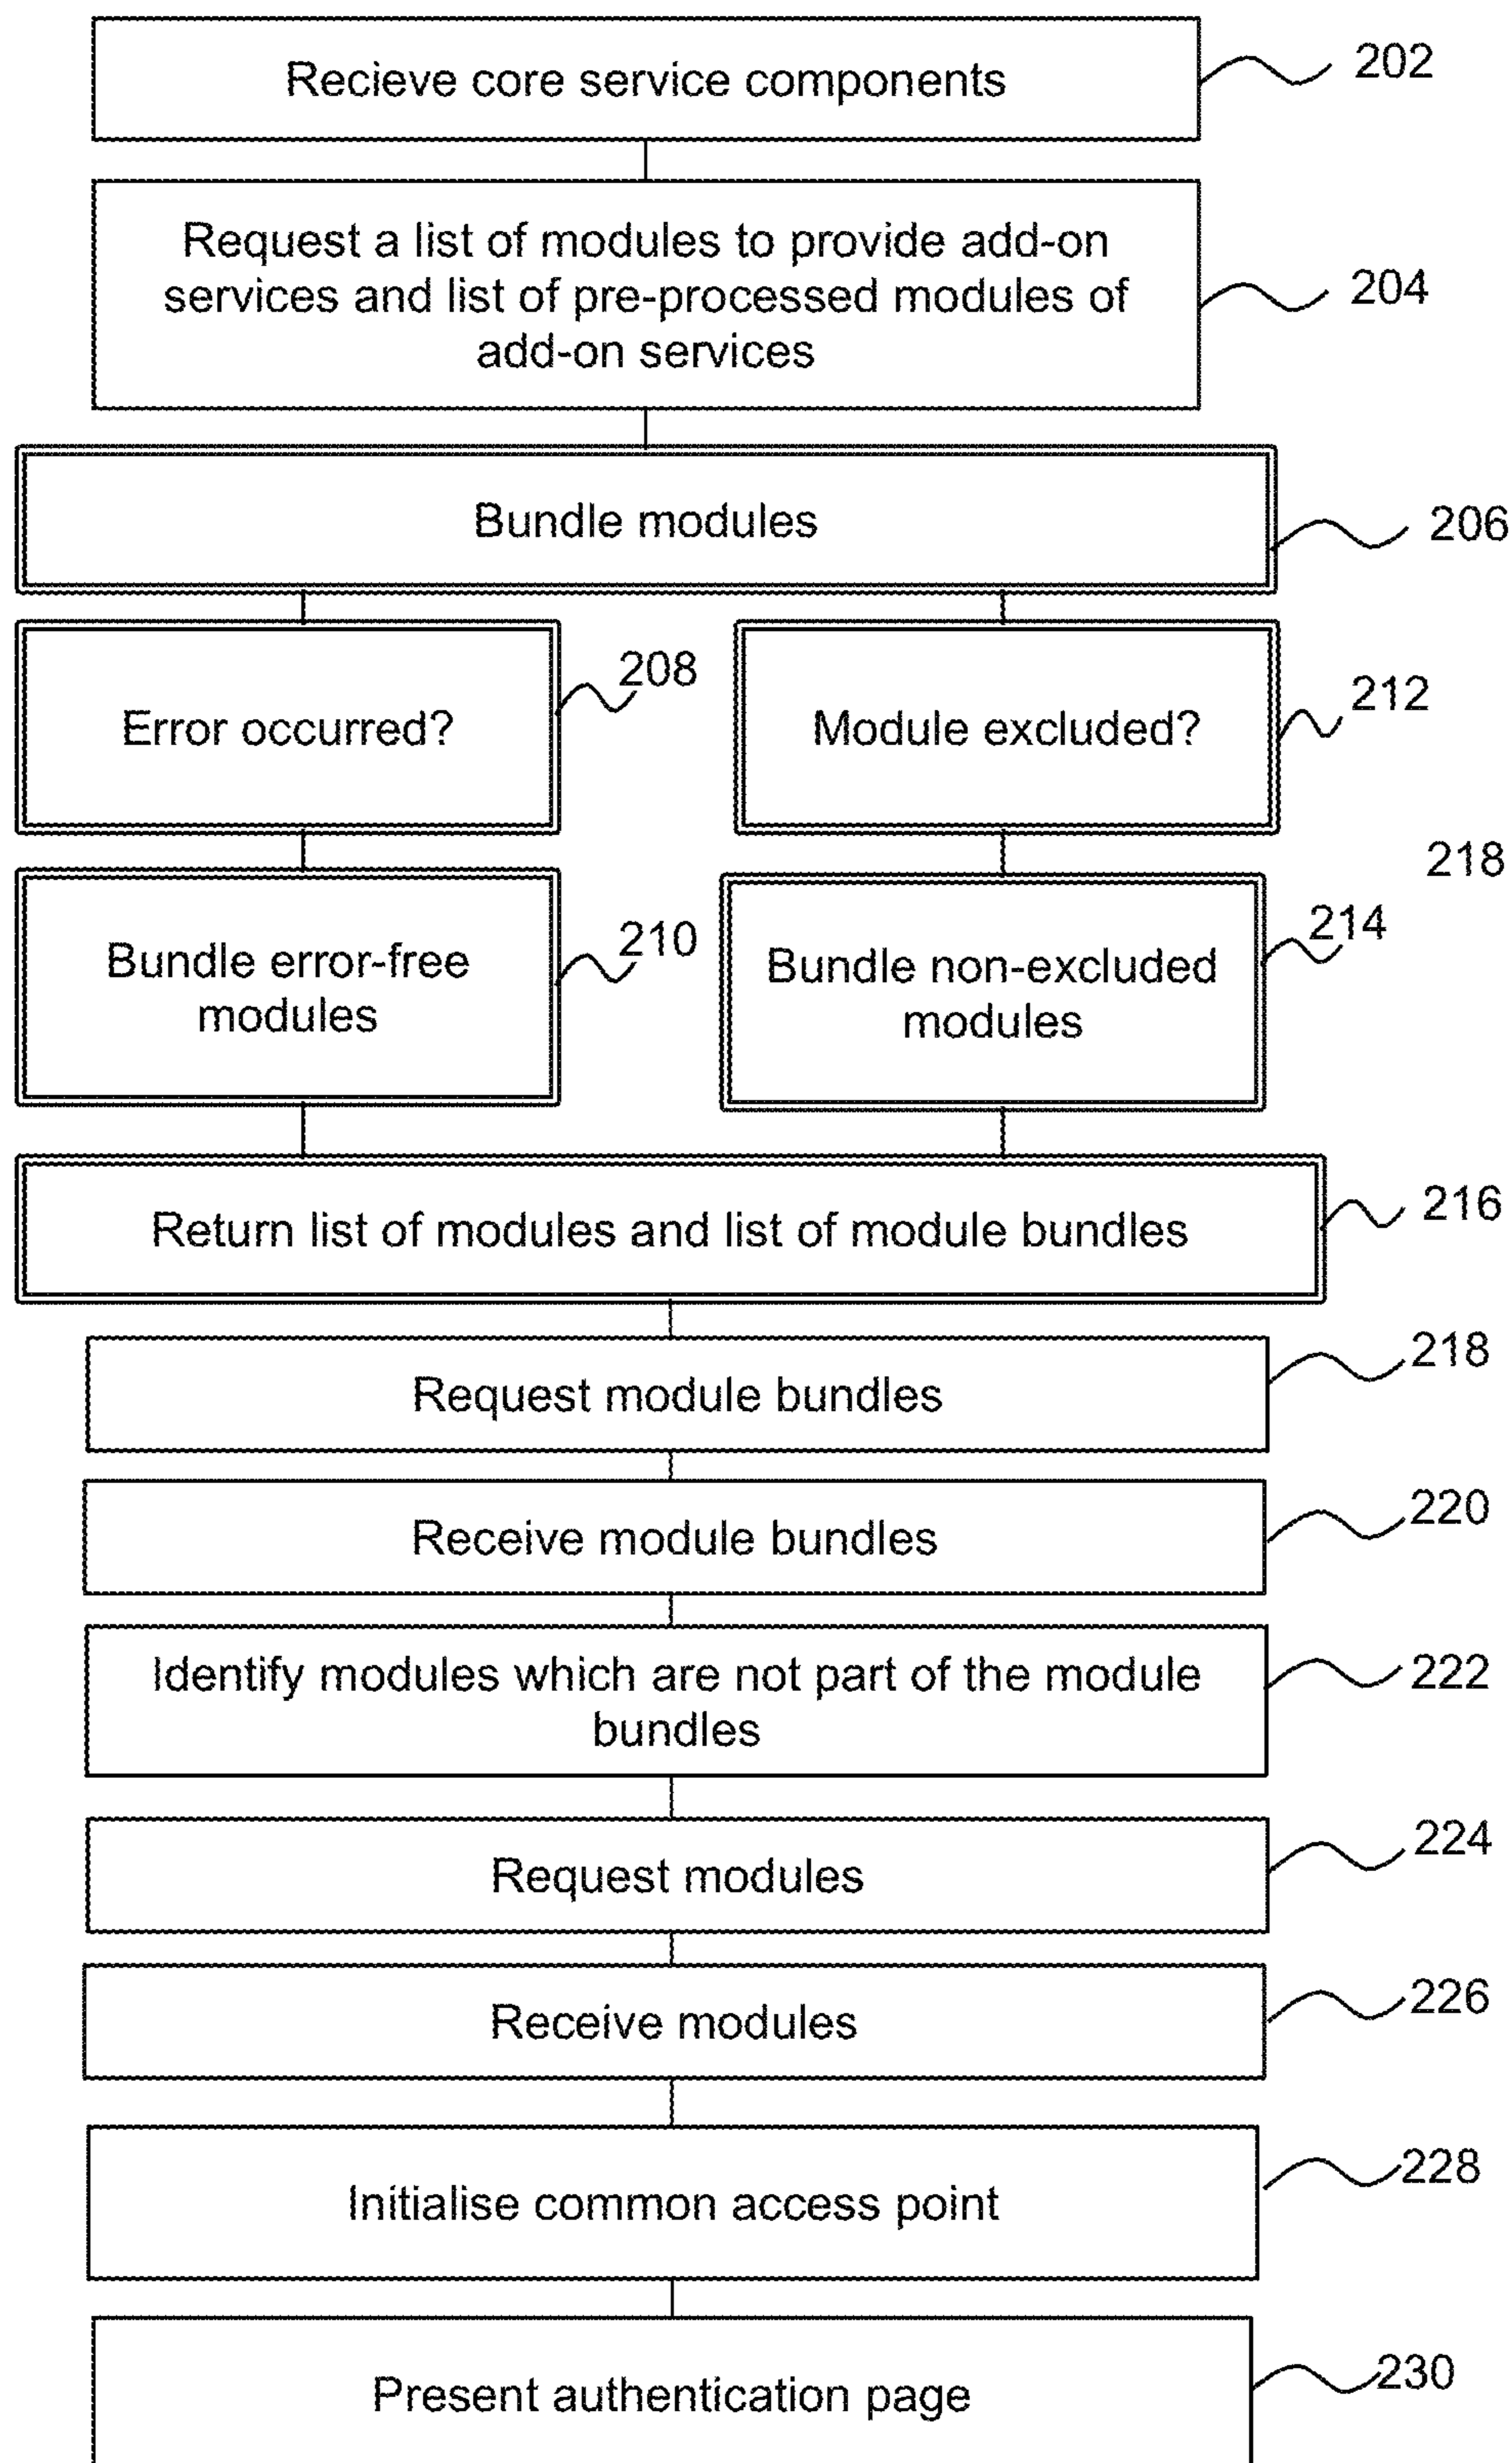 Recieve core service components
202
Request a list of modules to provide add-on
services and list of pre-processed modules of
add-on services
204
Bundle modules
206
Error occurred?
208
Module excluded?
212
218
Bundle error-free
modules
210
Bundle non-excluded
modules
214
Return list of modules and list of module bundles
216
Request module bundles
218
Receive module bundles
220
Identify modules which are not part of the module
bundles
222
Request modules
224
Receive modules
226
Initialise common access point
228
Present authentication page
230